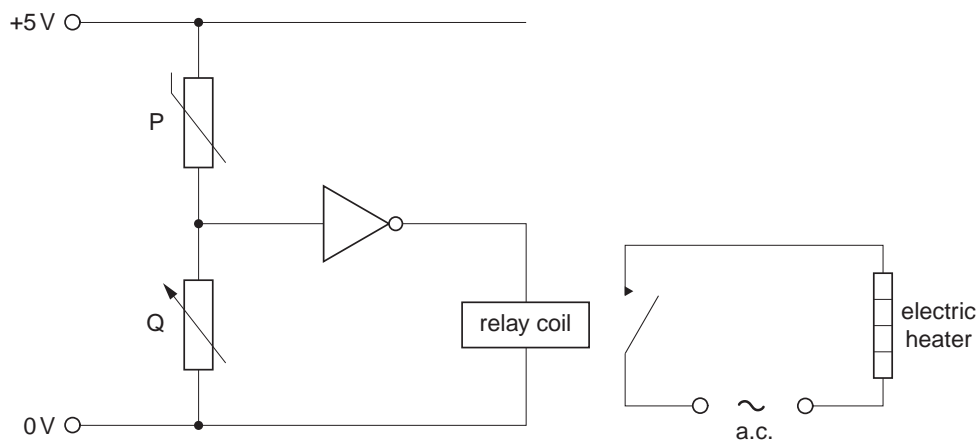 +5 V
P
Q
relay coil
electric
heater
0 V
a.c.